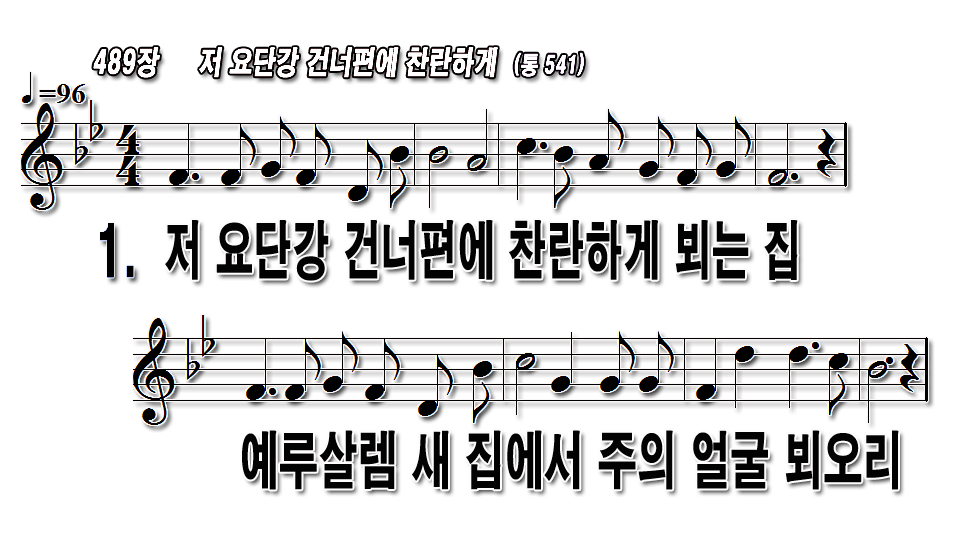 489장 저 요단강 건너편에 찬란하게 (통 541)
♩=96
4/4
1. 저 요단강 건너편에 찬란하게 뵈는 집
예루살렘 새 집에서 주의 얼굴 뵈오리